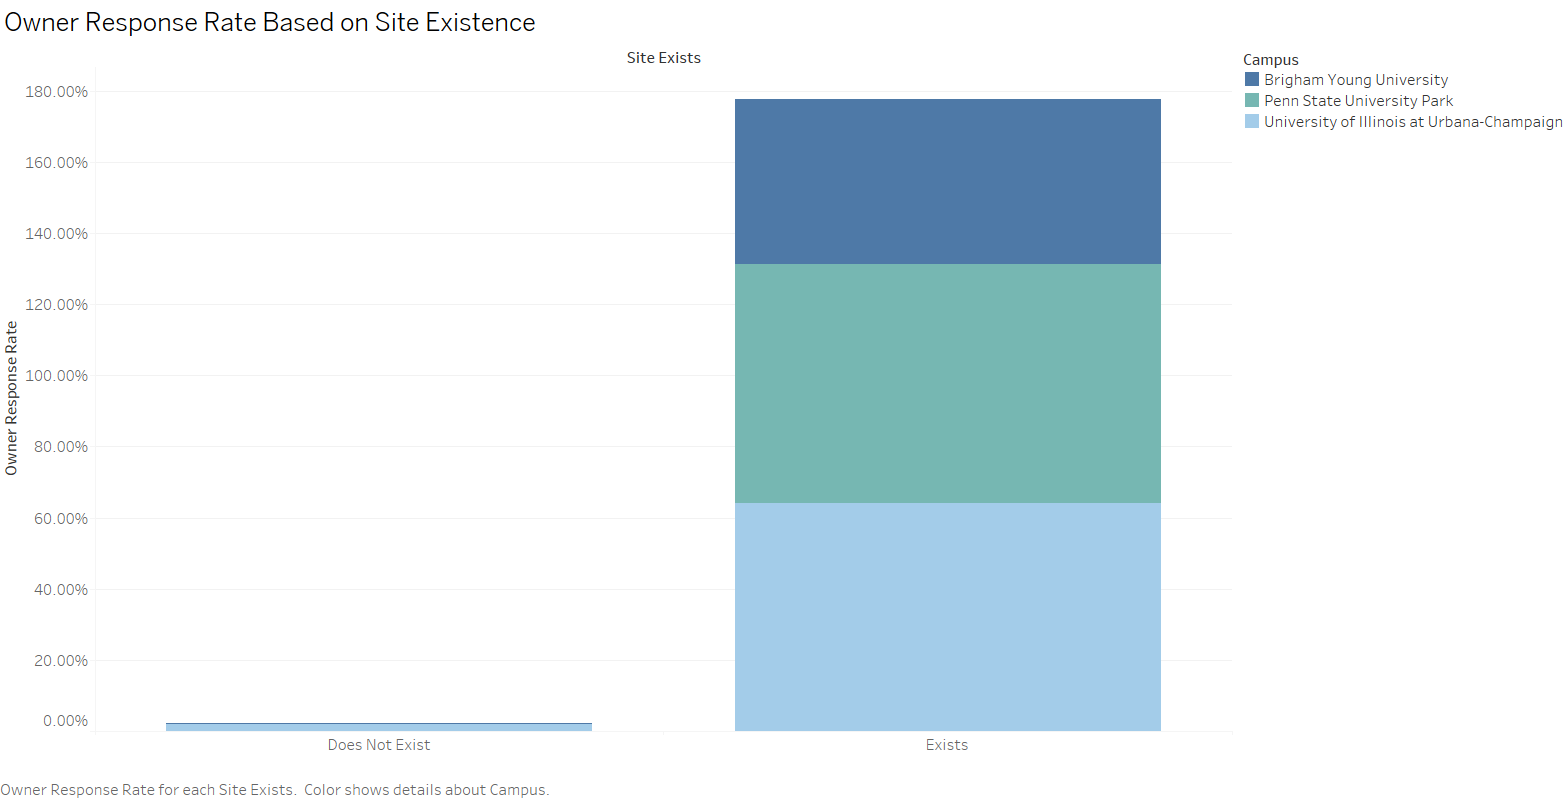 Owner Response Rate Based on Site Existence
Site Exists
Campus
Brigham Young University
Penn State University Park
University of Illinois at Urbana-Champaign
Owner Response Rate
180.00%
160.00%
140.00%
120.00%
100.00%
80.00%
60.00%
40.00%
20.00%
0.00%
Does Not Exist
Exists
Owner Response Rate for each Site Exists.  Color shows details about Campus.